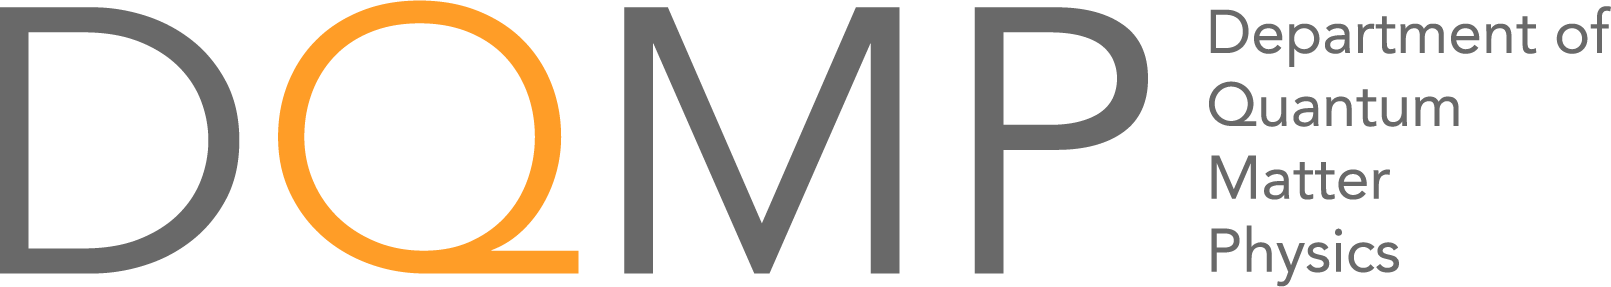 DQMP
Department of
Quantum
Matter
Physics